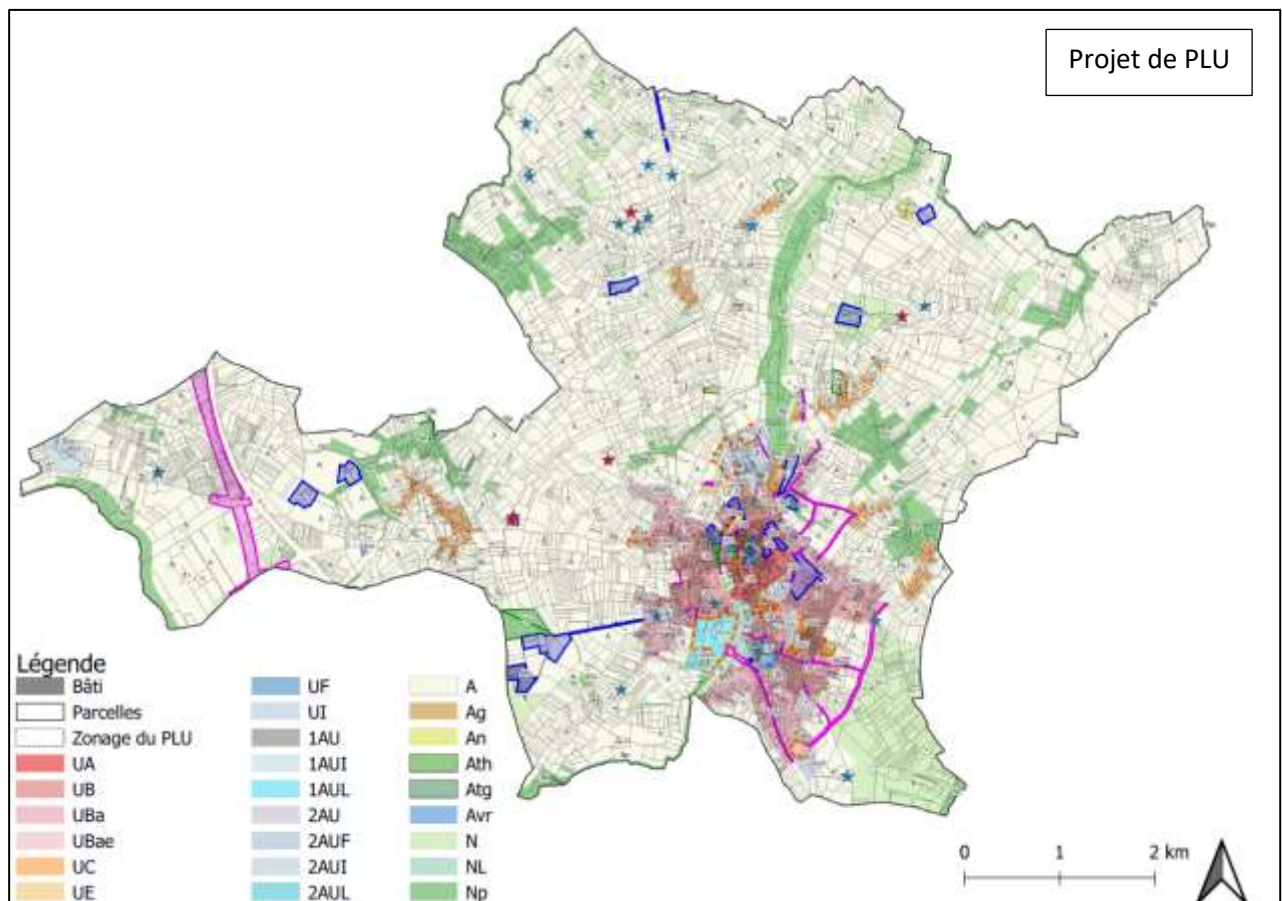 Projet de PLU
Légende
Bâti
Parcelles
Zonage du PLU
UA
UB
UBa
UBae
UC
UE
UF
UI
1AU
1AUI
1AUL
2AU
2AUF
2AUI
2AUL
A
Ag
An
Ath
Atg
Avr
N
NL
Np
0 1 2 km